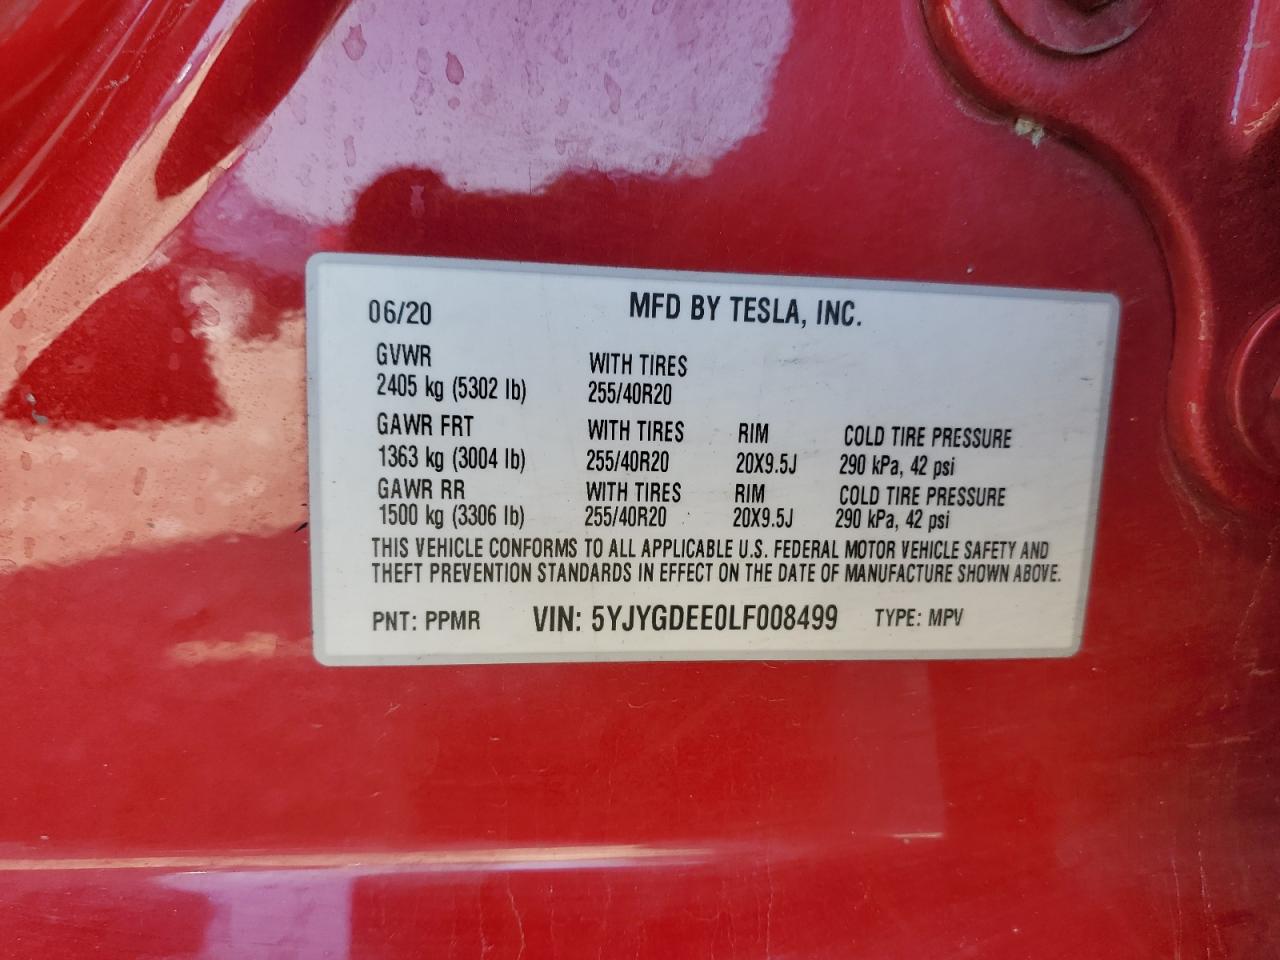 06/20 MFD BY TESLA, INC.
GVWR WITH TIRES
2405 kg (5302 lb) 255/40R20
GAWR FRT WITH TIRES RIM COLD TIRE PRESSURE
1363 kg (3004 lb) 255/40R20 20X9.5J 290 kPa, 42 psi
GAWR RR WITH TIRES RIM COLD TIRE PRESSURE
1500 kg (3306 lb) 255/40R20 20X9.5J 290 kPa, 42 psi
THIS VEHICLE CONFORMS TO ALL APPLICABLE U.S. FEDERAL MOTOR VEHICLE SAFETY AND
THEFT PREVENTION STANDARDS IN EFFECT ON THE DATE OF MANUFACTURE SHOWN ABOVE.
PNT: PPMR VIN: 5YJYGDEE0LF008499 TYPE: MPV